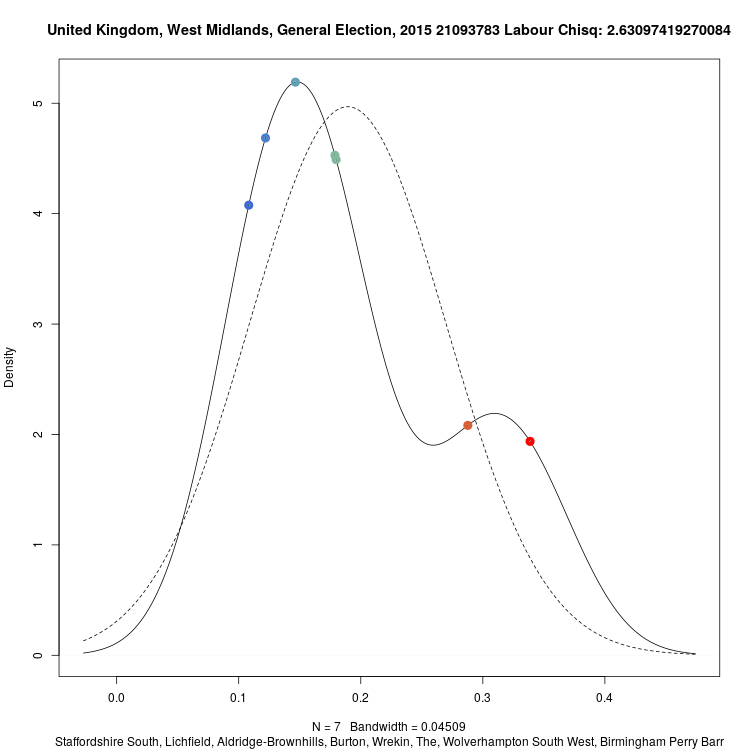 United Kingdom, West Midlands, General Election, 2015 21093783 Labour Chisq: 2.63097419270084
5
4
3
2
1
0
Density
0.0 0.1 0.2 0.3 0.4
N = 7 Bandwidth = 0.04509
Staffordshire South, Lichfield, Aldridge-Brownhills, Burton, Wrekin, The, Wolverhampton South West, Birmingham Perry Barr